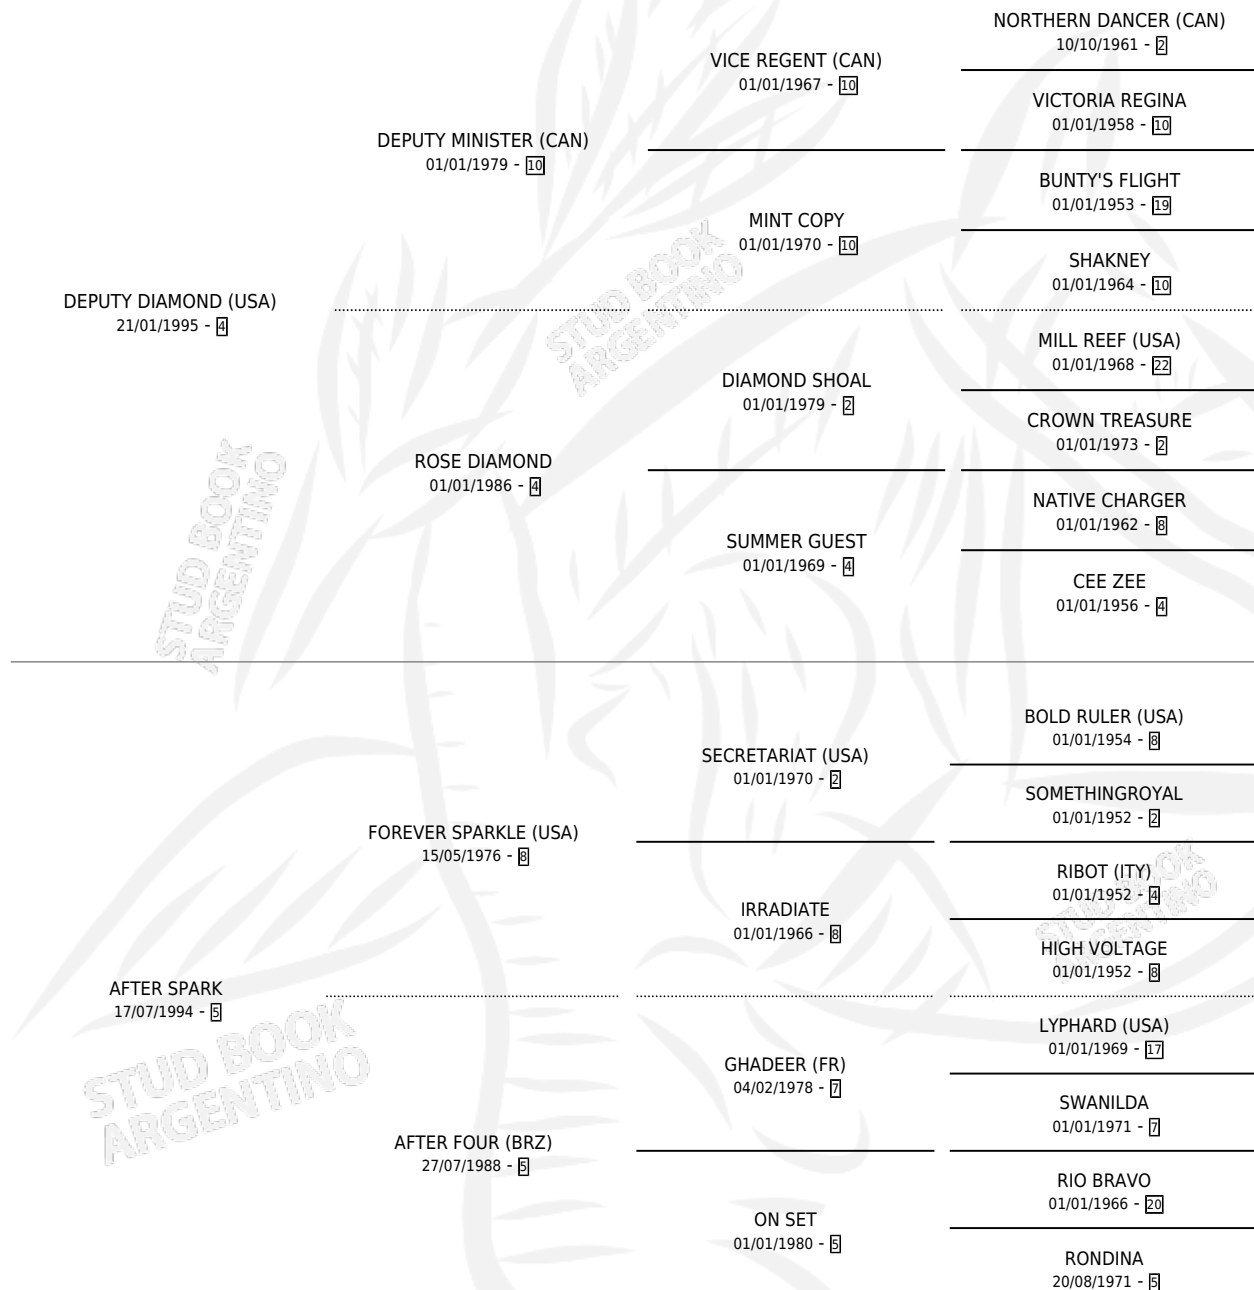 NORTHERN DANCER (CAN)
10/10/1961 - 2
VICE REGENT (CAN)
01/01/1967 - 10
VICTORIA REGINA
01/01/1958 - 10
DEPUTY MINISTER (CAN)
01/01/1979 - 10
BUNTY'S FLIGHT
01/01/1953 - 19
MINT COPY
01/01/1970 - 10
SHAKNEY
01/01/1964 - 10
DEPUTY DIAMOND (USA)
21/01/1995 - 4
MILL REEF (USA)
01/01/1968 - 22
DIAMOND SHOAL
01/01/1979 - 2
CROWN TREASURE
01/01/1973 - 2
ROSE DIAMOND
01/01/1986 - 4
NATIVE CHARGER
01/01/1962 - 8
SUMMER GUEST
01/01/1969 - 4
CEE ZEE
01/01/1956 - 4
BOLD RULER (USA)
01/01/1954 - 8
SECRETARIAT (USA)
01/01/1970 - 2
SOMETHINGROYAL
01/01/1952 - 2
FOREVER SPARKLE (USA)
15/05/1976 - 8
RIBOT (ITY)
01/01/1952 - 4
IRRADIATE
01/01/1966 - 8
HIGH VOLTAGE
01/01/1952 - 8
AFTER SPARK
17/07/1994 - 5
LYPHARD (USA)
01/01/1969 - 17
GHADEER (FR)
04/02/1978 - 7
SWANILDA
01/01/1971 - 7
AFTER FOUR (BRZ)
27/07/1988 - 5
RIO BRAVO
01/01/1966 - 20
ON SET
01/01/1980 - 5
RONDINA
20/08/1971 - 5
STUD BOOK
ARGENTINO
STUD BOOK
ARGENTINO
STUD BOOK
ARGENTINO
STUD BOOK
ARGENTINO